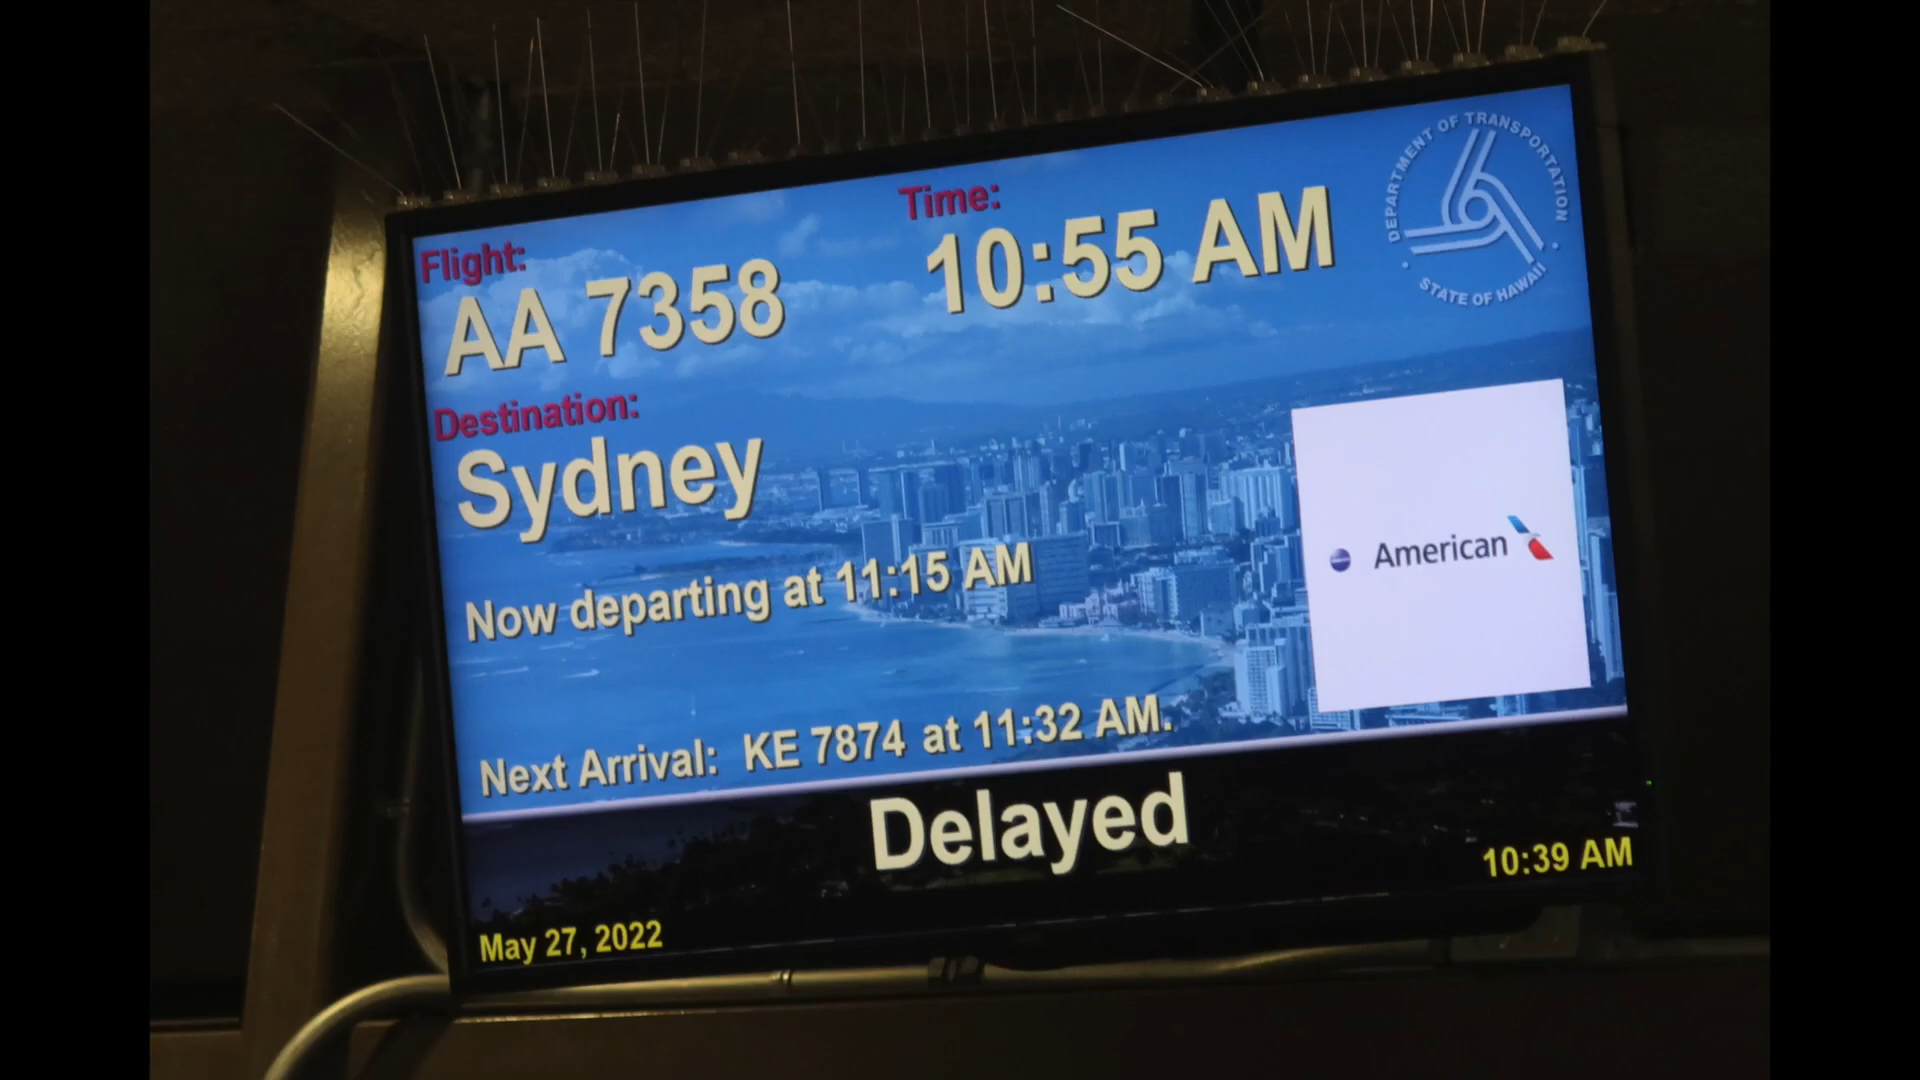 DEPARTMENT OF TRANSPORTATION
STATE OF HAWAII
Flight:
Time:
AA 7358
10:55 AM
Destination:
Sydney
Now departing at 11:15 AM
American
Next Arrival: KE 7874 at 11:32 AM.
Delayed
May 27, 2022
10:39 AM